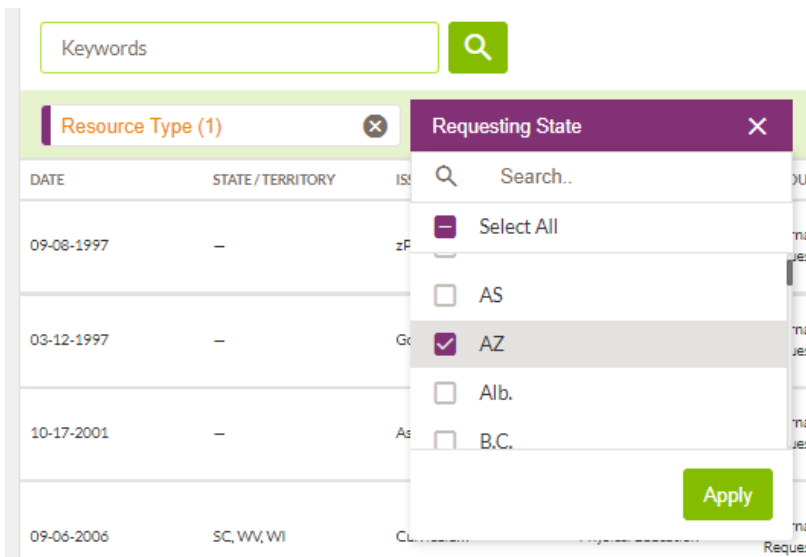 Keywords
Resource Type (1)
Requesting State
DATE STATE/TERRITORY
Search..
Select All
09-08-1997 –
AS
03-12-1997 –
AZ
Alb.
10-17-2001 –
B.C.
Apply
09-06-2006 SC, WV, WI